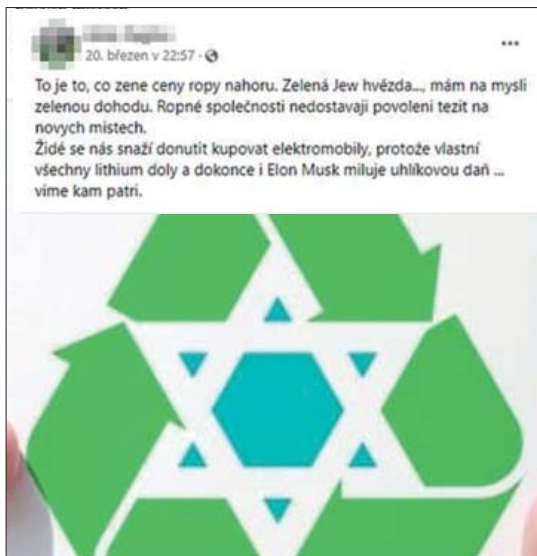 20. březen v 22:57 ·
To je to, co zene ceny ropy nahoru. Zelená Jew hvězda..., mám na mysli
zelenou dohodu. Ropné společnosti nedostavaji povoleni tezit na
novych mistech.
Židé se nás snaží donutit kupovat elektromobily, protože vlastní
všechny lithium doly a dokonce i Elon Musk miluje uhlíkovou daň ...
vime kam patri.